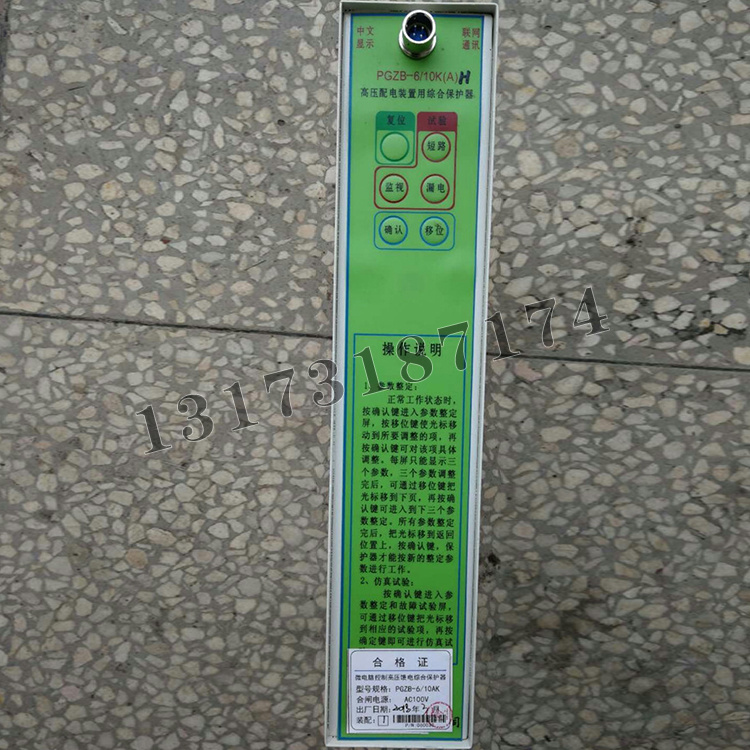 中文 联网
显示 通讯
PGZB-6/10K(A)H
高压配电装置用综合保护器
复位 试验
短路
监视 漏电
确认 移位
操作说明
1、参数整定:
正常工作状态时,
按确认键进入参数整定
屏,按移位键使光标移
动到所要调整的项,再
按确认键可对该项具体
调整。每屏只能显示三
个参数,三个参数调整
完后,可通过移位键把
光标移到下页,再按确
认键可进入到下三个参
数整定。所有参数整定
完后,把光标移到返回
位置上,按确认键,保
护器才能按新的整定参
数进行工作。
2、仿真试验:
按确认键进入参
数整定和故障试验屏,
可通过移位键把光标移
到相应的试验项,再按
确定键即可进行仿真试
合格证
微电脑控制高压馈电综合保护器
型号规格: PGZB-6/10AK
合闸电源: AC100V
出厂日期: 年 月
装配: 1
间
13173187174